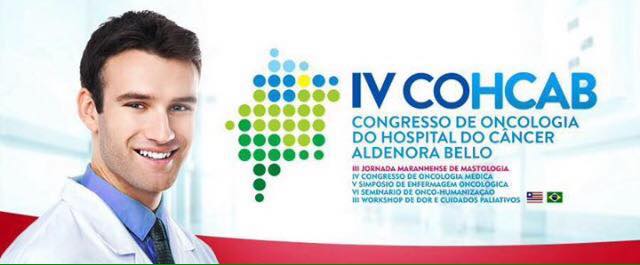 IV COHCAB
CONGRESSO DE ONCOLOGIA
DO HOSPITAL DO CÂNCER
ALDENORA BELLO
III JORNADA MARANHENSE DE MASTOLOGIA
IV CONGRESSO DE ONCOLOGIA MÉDICA
V SIMPÓSIO DE ENFERMAGEM ONCOLÓGICA
VI SEMINÁRIO DE ONCO-HUMANIZAÇÃO
III WORKSHOP DE DOR E CUIDADOS PALIATIVOS